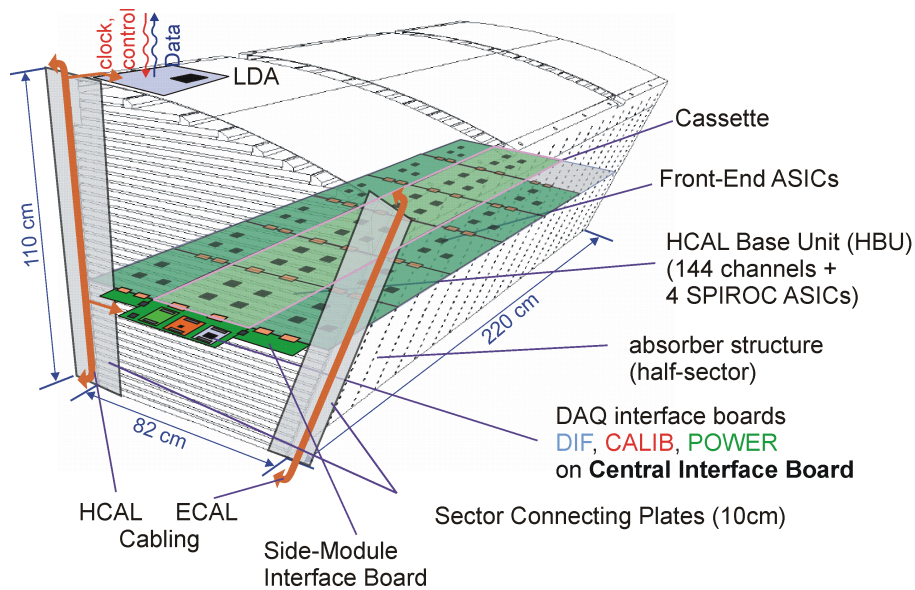 clock,
control
Data
LDA
Cassette
Front-End ASICs
HCAL Base Unit (HBU)
(144 channels +
4 SPIROC ASICs)
110 cm
220 cm
absorber structure
(half-sector)
82 cm
DAQ interface boards
DIF, CALIB, POWER
on Central Interface Board
HCAL ECAL
Cabling
Sector Connecting Plates (10cm)
Side-Module
Interface Board